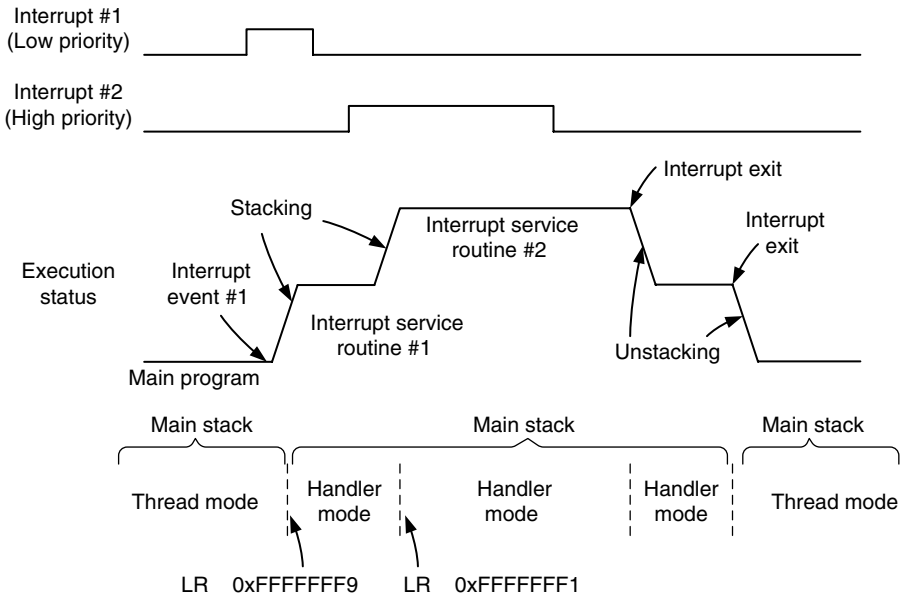 Interrupt #1
(Low priority)
Interrupt #2
(High priority)
Interrupt exit
Stacking
Interrupt service
routine #2
Interrupt
exit
Execution
status
Interrupt
event #1
Interrupt service
routine #1
Unstacking
Main program
Main stack
Main stack
Main stack
Thread mode
Handler
mode
Handler
mode
Handler
mode
Thread mode
LR 0xFFFFFFF9
LR 0xFFFFFFF1